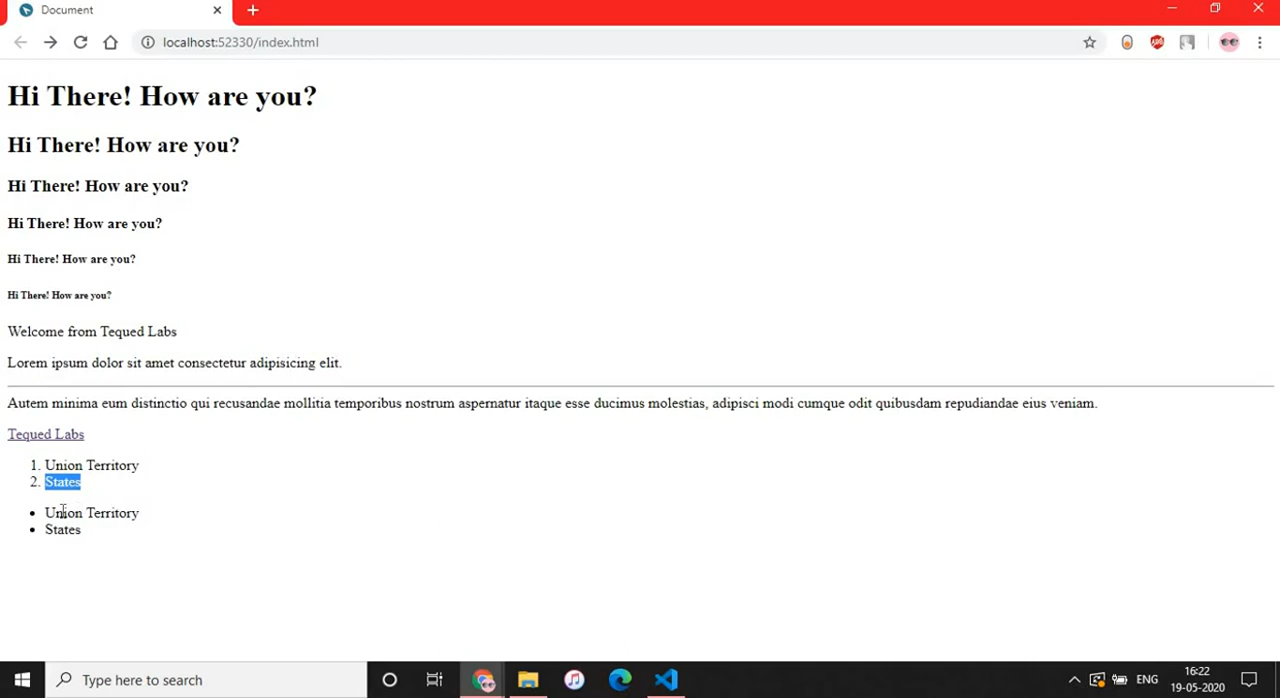 Document
localhost:52330/index.html
Hi There! How are you?
Hi There! How are you?
Hi There! How are you?
Hi There! How are you?
Hi There! How are you?
Hi There! How are you?
Welcome from Tequed Labs
Lorem ipsum dolor sit amet consectetur adipisicing elit.
Autem minima eum distinctio qui recusandae mollitia temporibus nostrum aspernatur itaque esse ducimus molestias, adipisci modi cumque odit quibusdam repudiandae eius veniam.
Tequed Labs
1. Union Territory
2. States
• Union Territory
• States
Type here to search
ENG
16:22
19-05-2020